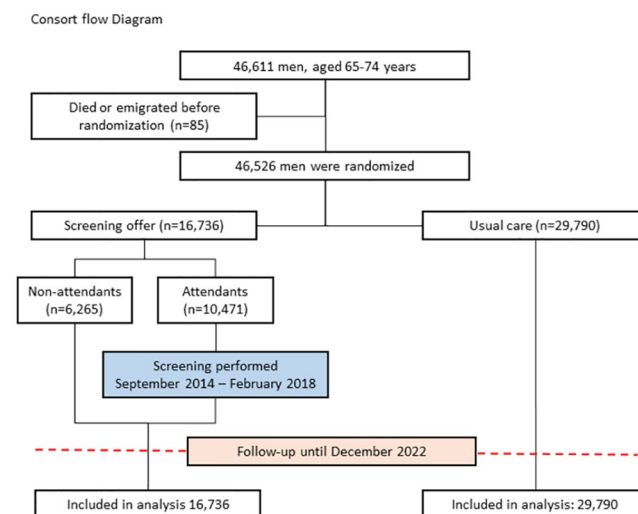 Consort flow Diagram
46,611 men, aged 65-74 years
Died or emigrated before
randomization (n=85)
46,526 men were randomized
Screening offer (n=16,736)
Usual care (n=29,790)
Non-attendants
(n=6,265)
Attendants
(n=10,471)
Screening performed
September 2014 – February 2018
Follow-up until December 2022
Included in analysis 16,736
Included in analysis: 29,790